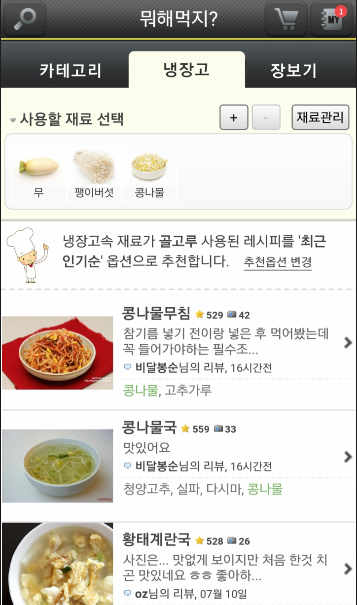 뭐해먹지?
MY
1
카테고리
냉장고
장보기
사용할 재료 선택
+
-
재료관리
무
팽이버섯
콩나물
냉장고속 재료가 골고루 사용된 레시피를 '최근
인기순' 옵션으로 추천합니다. 추천옵션 변경
콩나물무침 529 42
참기름 넣기 전이랑 넣은 후 먹어봤는데
꼭 들어가야하는 필수조...
비달봉순님의 리뷰, 16시간전
콩나물, 고추가루
콩나물국 559 33
맛있어요
비달봉순님의 리뷰, 16시간전
청양고추, 실파, 다시마, 콩나물
황태계란국 528 26
사진은... 맛없게 보이지만 처음 한것 치
곤 맛있네요 ㅎㅎ 좋아하...
oz님의 리뷰, 07월 10일